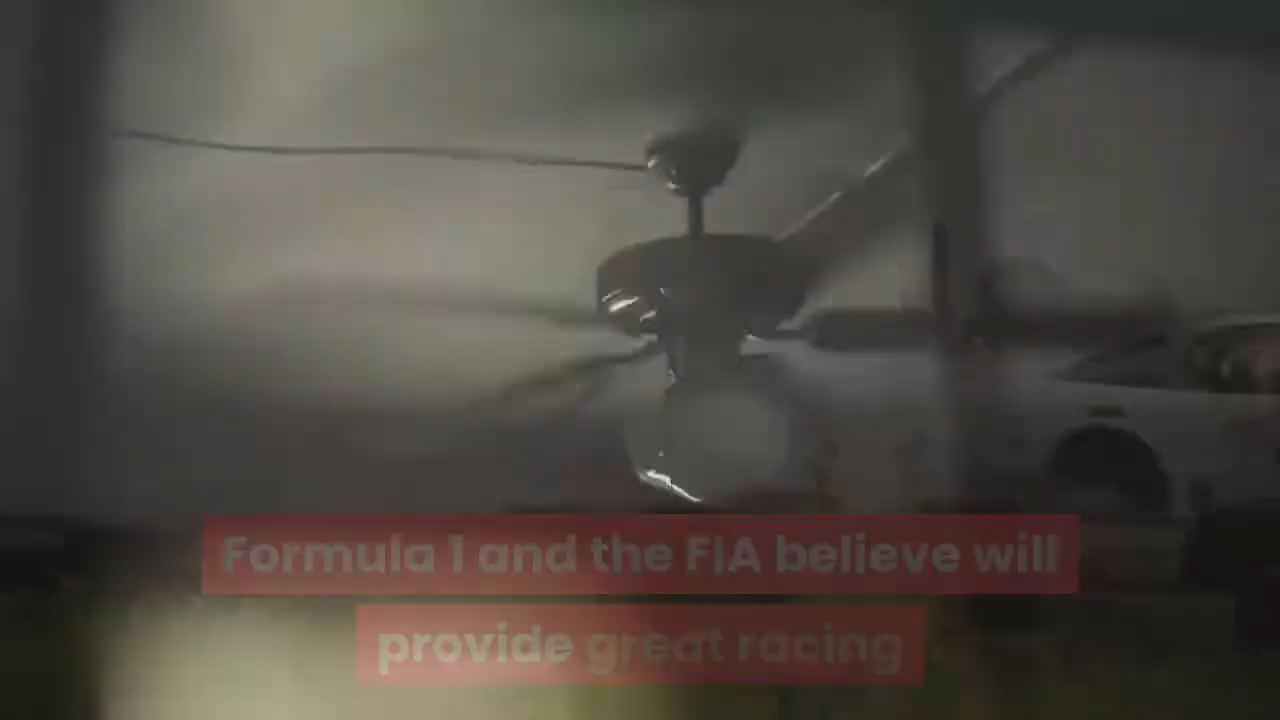 Formula 1 and the FIA believe will
provide great racing